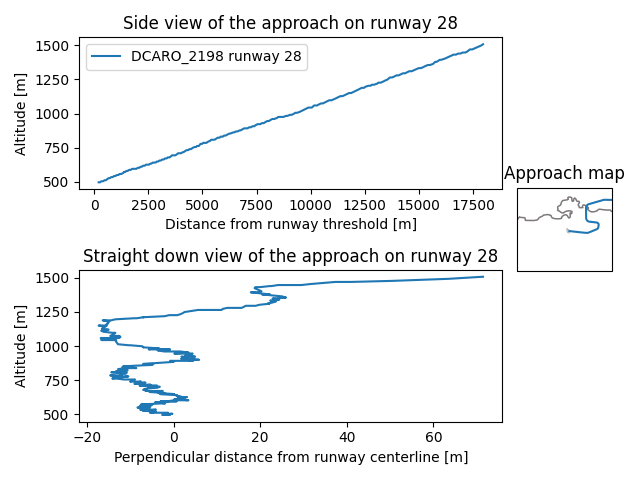 Side view of the approach on runway 28
Altitude [m]
1500
1250
1000
750
500
DCARO_2198 runway 28
0 2500 5000 7500 10000 12500 15000 17500
Distance from runway threshold [m]
Approach map
Straight down view of the approach on runway 28
Altitude [m]
1500
1250
1000
750
500
−20 0 20 40 60
Perpendicular distance from runway centerline [m]